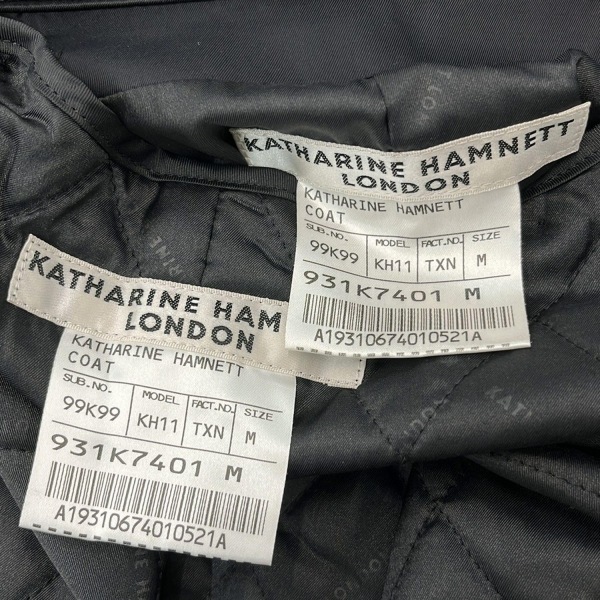 KATHARINE HAMNETT
LONDON
KATHARINE HAMNETT
COAT
SUB.NO. MODEL FACT.NO. SIZE
99K99 KH11 TXN M
931K7401 M
A19310674010521A
KATHARINE HAM
LONDON
KATHARINE HAMNETT
COAT
SUB.NO. MODEL FACT.NO. SIZE
99K99 KH11 TXN M
931K7401 M
A19310674010521A